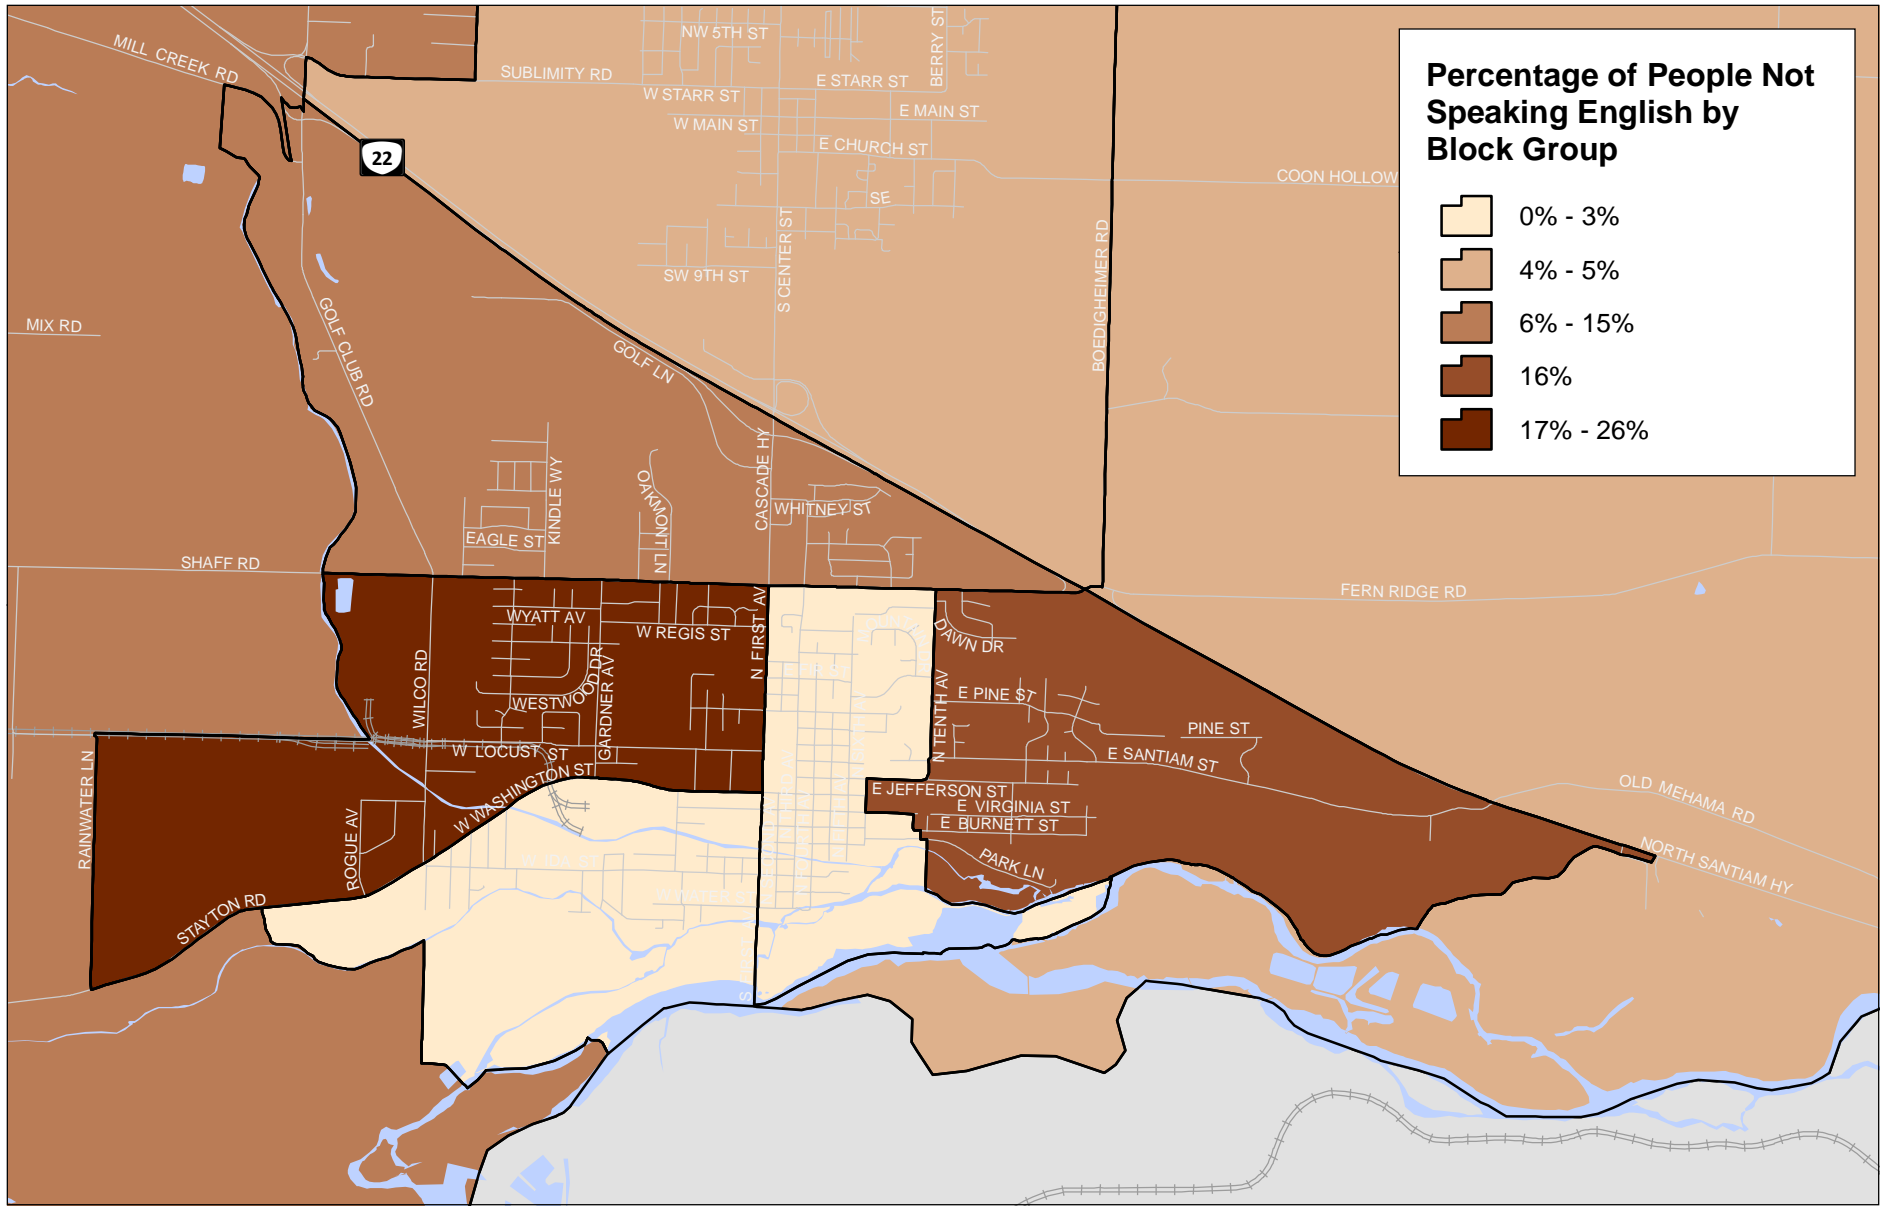 NW 5TH ST
BERRY ST
MILL CREEK RD
SUBLIMITY RD
E STARR ST
W STARR ST
E MAIN ST
W MAIN ST
E CHURCH ST
22
COON HOLLOW
SE
S CENTER ST
SW 9TH ST
BOEDIGHEIMER RD
Percentage of People Not
Speaking English by
Block Group
0% - 3%
4% - 5%
6% - 15%
16%
17% - 26%
MIX RD
GOLF CLUB RD
GOLF LN
CASCADE HY
KINDLE WY
OAKMONT LN
WHITNEY ST
EAGLE ST
SHAFF RD
FERN RIDGE RD
WYATT AV
W REGIS ST
N FIRST AV
DAWN DR
WILCO RD
WESTWOOD DR
GARDNER AV
N TENTH AV
E PINE ST
PINE ST
W LOCUST ST
E SANTIAM ST
W WASHINGTON ST
E JEFFERSON ST
E VIRGINIA ST
E BURNETT ST
OLD MEHAMA RD
RAINWATER LN
ROGUE AV
W IDA ST
PARK LN
NORTH SANTIAM HY
W WATER ST
STAYTON RD